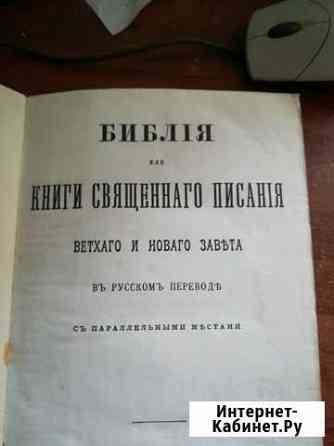 БИБЛІЯ
или
КНИГИ СВЯЩЕННАГО ПИСАНІЯ
ВЕТХАГО И НОВАГО ЗАВѢТА
ВЪ РУССКОМЪ ПЕРЕВОДѢ
СЪ ПАРАЛЛЕЛЬНЫМИ МѢСТАМИ
Интернет-
Кабинет.Ру